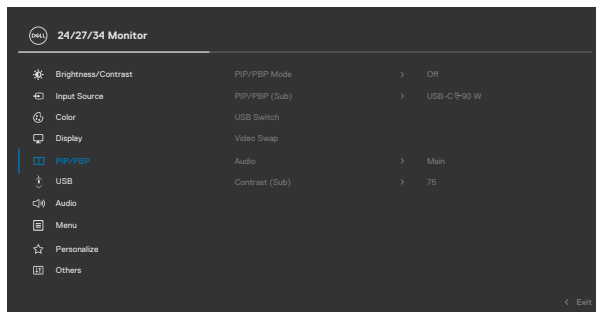 DELL 24/27/34 Monitor
Brightness/Contrast PIP/PBP Mode > Off
Input Source PIP/PBP (Sub) > USB-C 90 W
Color USB Switch
Display Video Swap
PIP/PBP Audio > Main
USB Contrast (Sub) > 75
Audio
Menu
Personalize
Others
< Exit